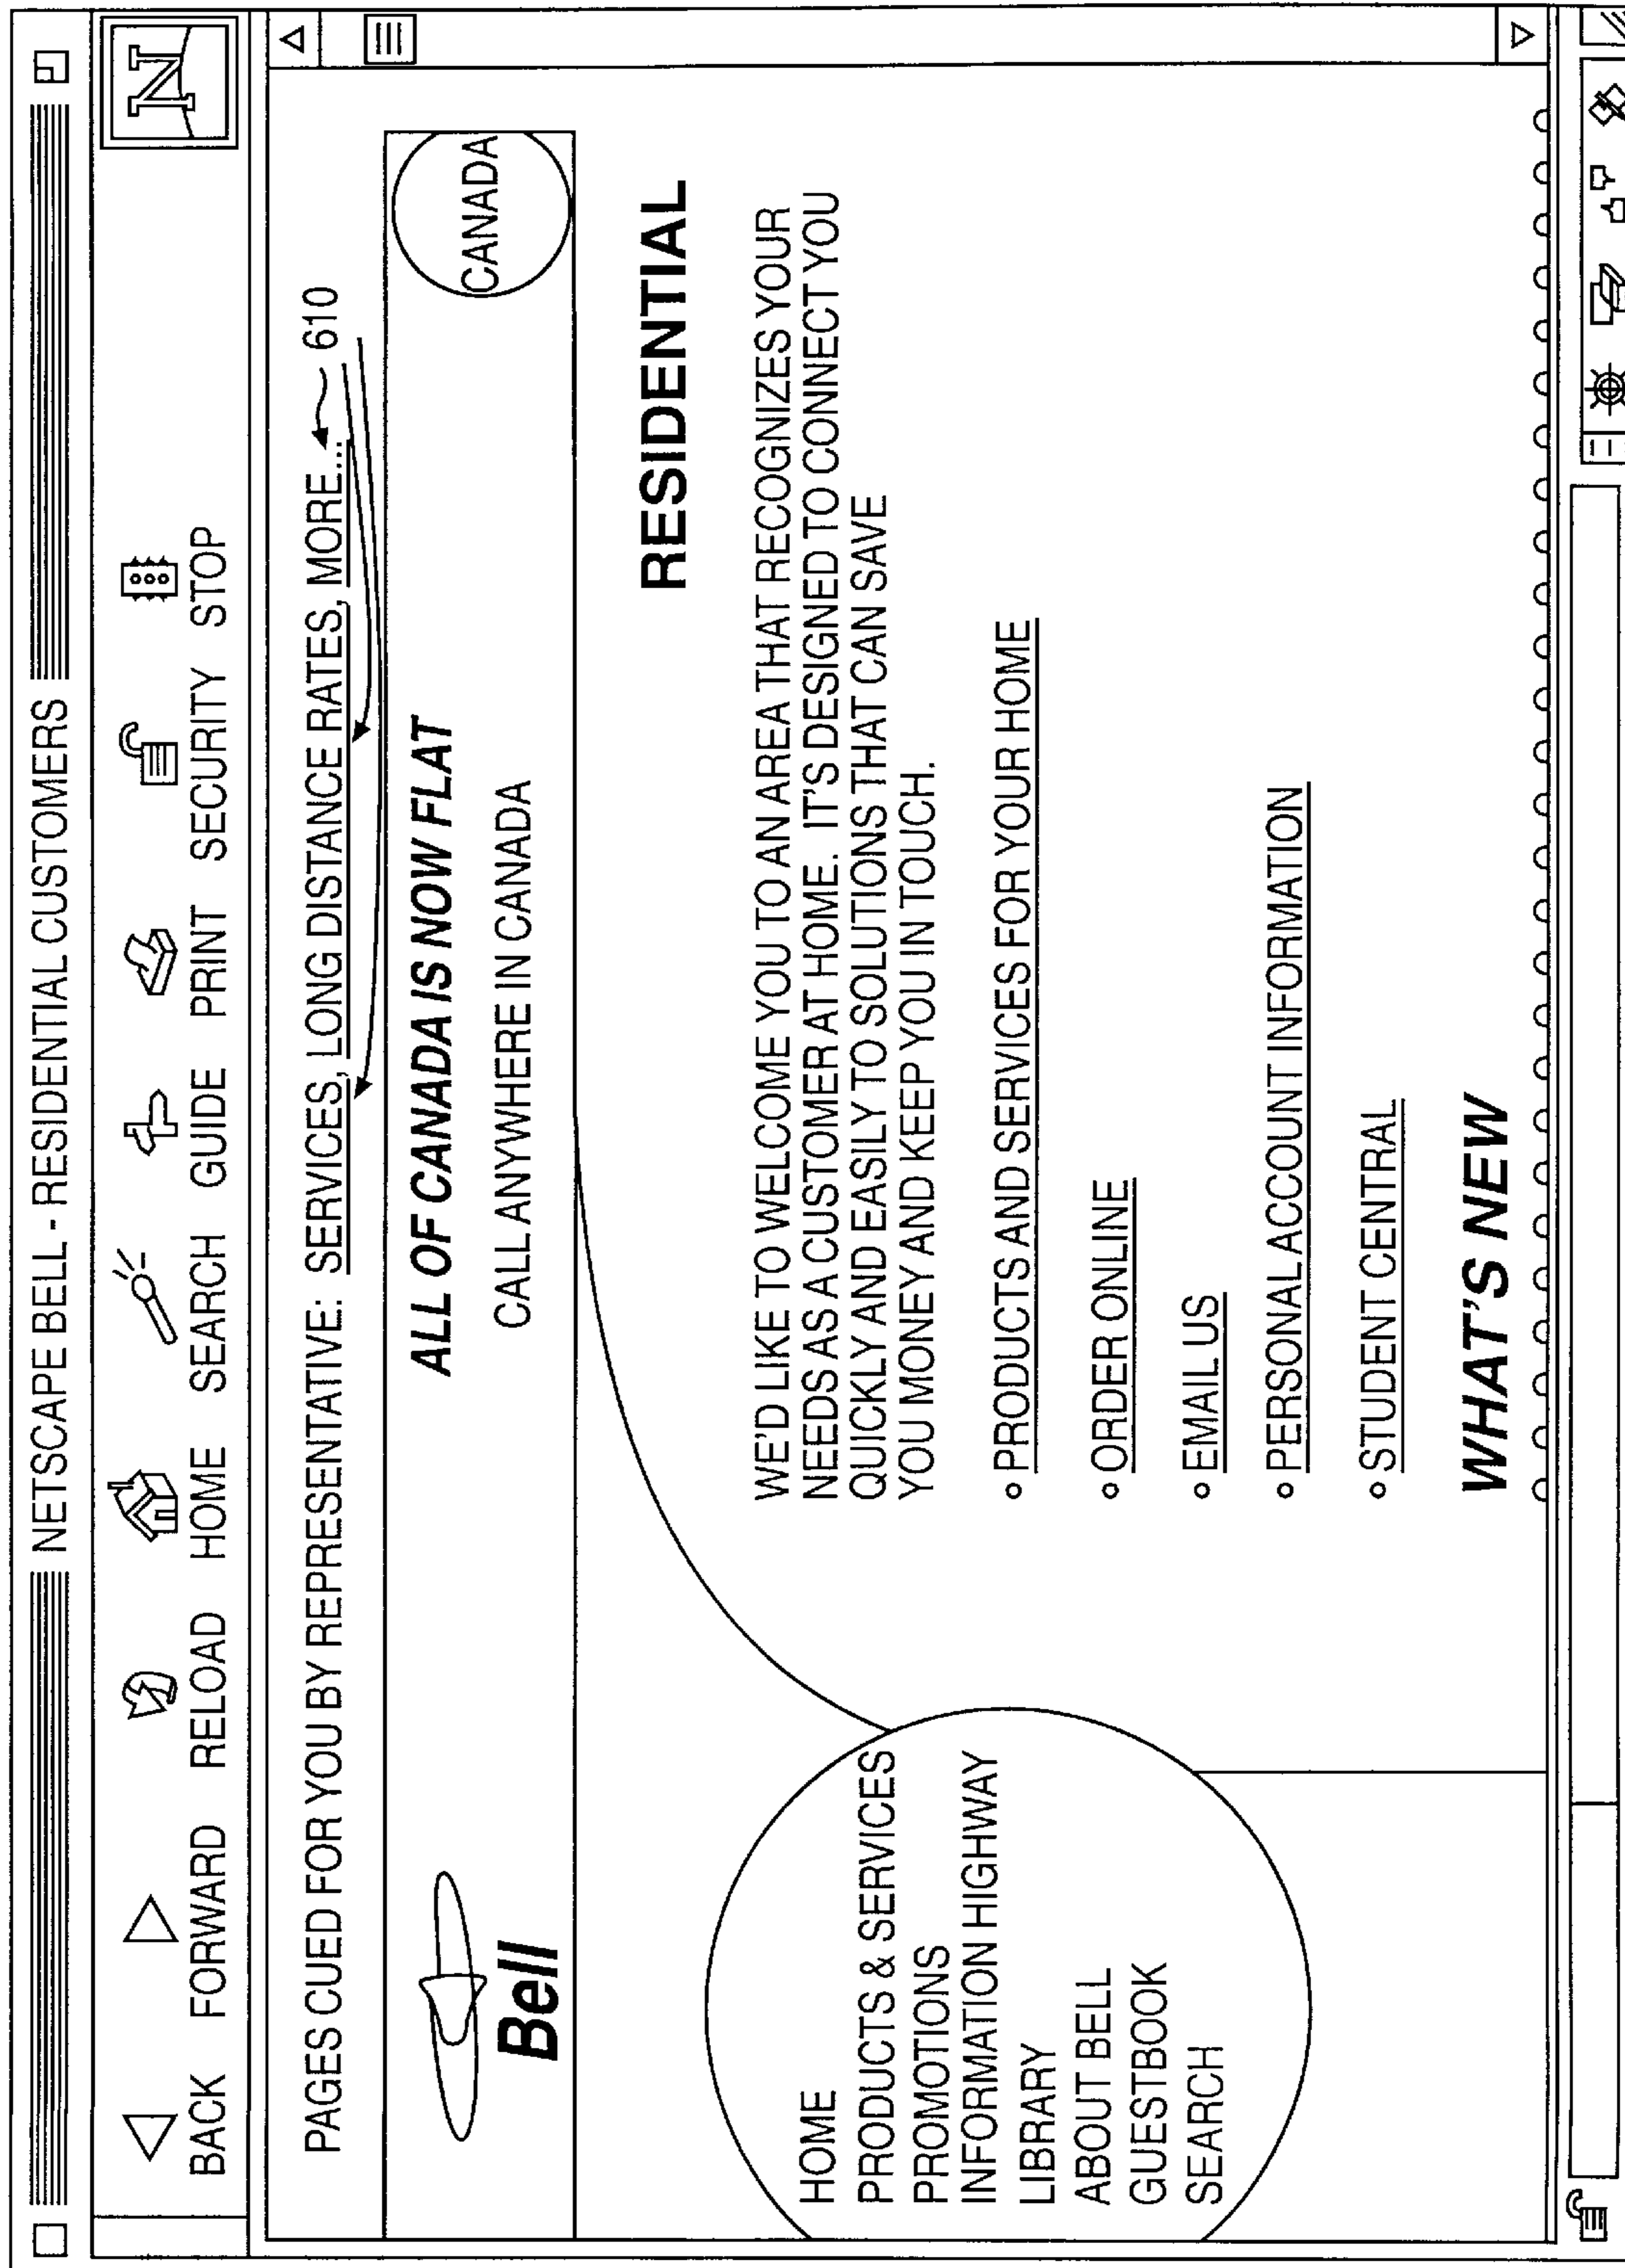 NETSCAPE BELL - RESIDENTIAL CUSTOMERS
BACK FORWARD RELOAD HOME SEARCH GUIDE PRINT SECURITY STOP
N
PAGES CUED FOR YOU BY REPRESENTATIVE: SERVICES, LONG DISTANCE RATES, MORE... 610
Bell
ALL OF CANADA IS NOW FLAT
CALL ANYWHERE IN CANADA
CANADA
RESIDENTIAL
HOME
PRODUCTS & SERVICES
PROMOTIONS
INFORMATION HIGHWAY
LIBRARY
ABOUT BELL
GUESTBOOK
SEARCH
WE'D LIKE TO WELCOME YOU TO AN AREA THAT RECOGNIZES YOUR
NEEDS AS A CUSTOMER AT HOME. IT'S DESIGNED TO CONNECT YOU
QUICKLY AND EASILY TO SOLUTIONS THAT CAN SAVE
YOU MONEY AND KEEP YOU IN TOUCH.
PRODUCTS AND SERVICES FOR YOUR HOME
ORDER ONLINE
EMAIL US
PERSONAL ACCOUNT INFORMATION
STUDENT CENTRAL
WHAT'S NEW